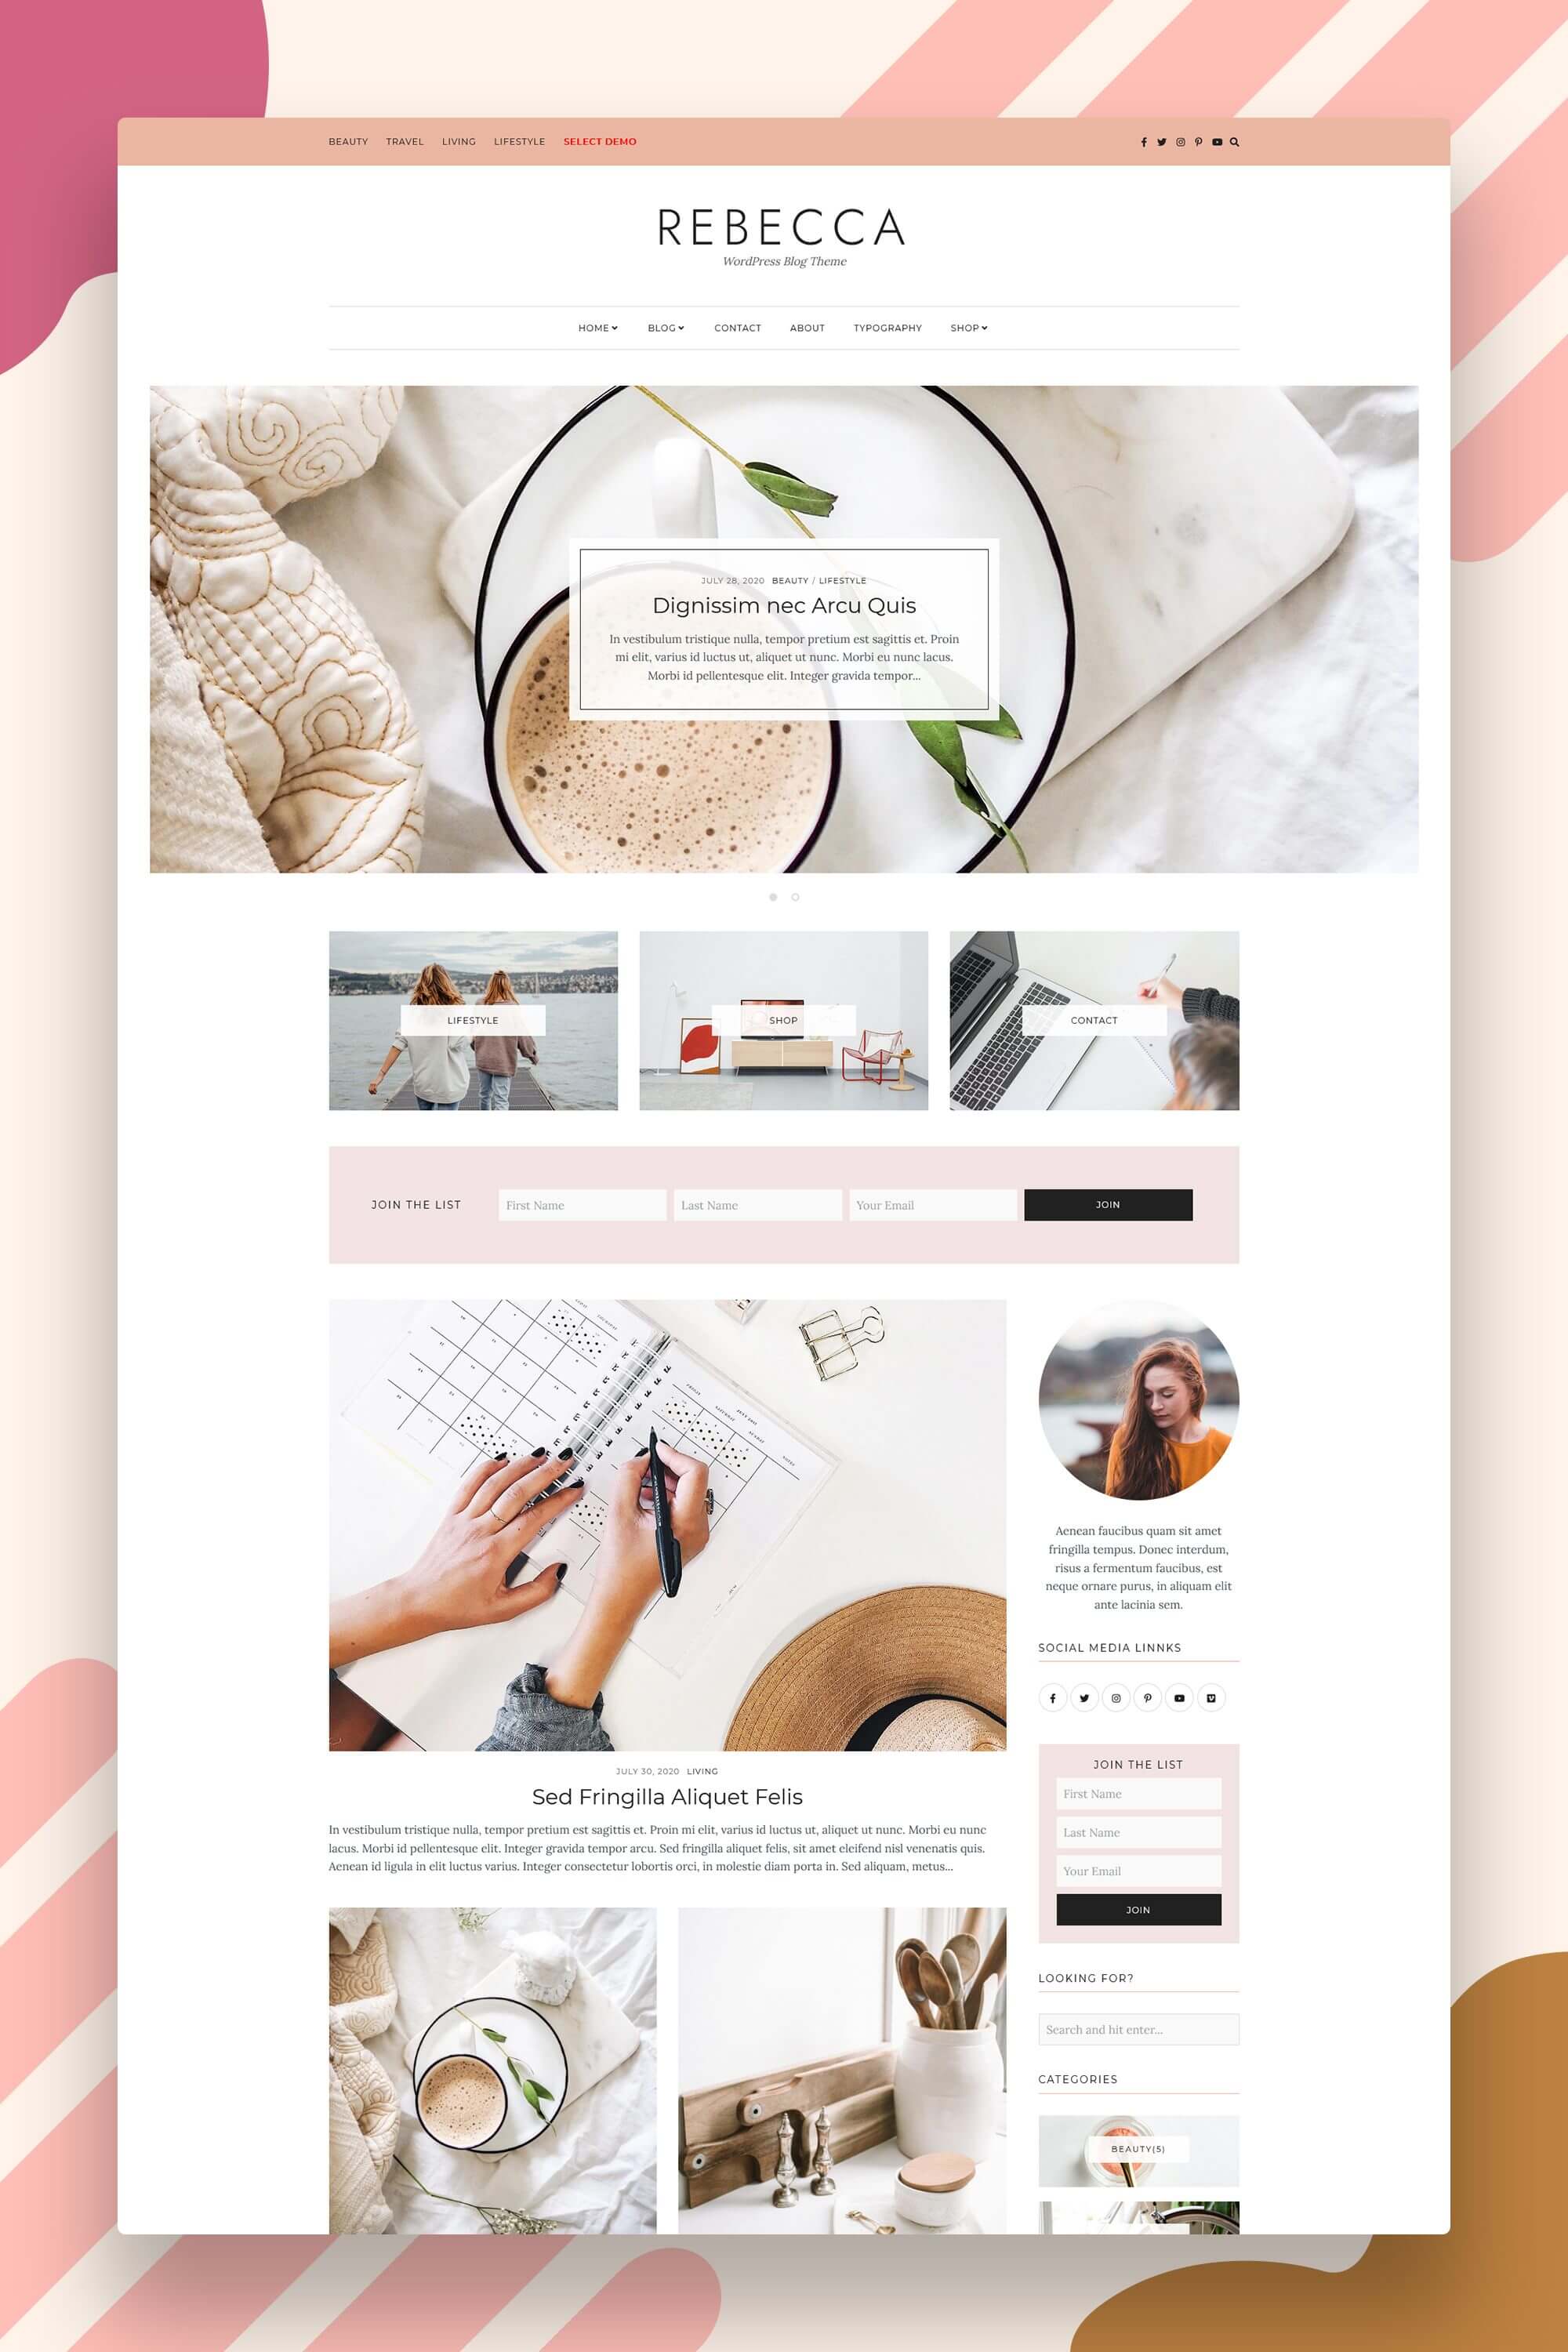 BEAUTY TRAVEL LIVING LIFESTYLE SELECT DEMO
REBECCA
WordPress Blog Theme
HOME BLOG CONTACT ABOUT TYPOGRAPHY SHOP
JULY 28, 2020 BEAUTY / LIFESTYLE
Dignissim nec Arcu Quis
In vestibulum tristique nulla, tempor pretium est sagittis et. Proin
mi elit, varius id luctus ut, aliquet ut nunc. Morbi eu nunc lacus.
Morbi id pellentesque elit. Integer gravida tempor...
LIFESTYLE
SHOP
CONTACT
JOIN THE LIST First Name Last Name Your Email JOIN
JULY 30, 2020 LIVING
Sed Fringilla Aliquet Felis
In vestibulum tristique nulla, tempor pretium est sagittis et. Proin mi elit, varius id luctus ut, aliquet ut nunc. Morbi eu nunc
lacus. Morbi id pellentesque elit. Integer gravida tempor arcu. Sed fringilla aliquet felis, sit amet eleifend nisl venenatis quis.
Aenean id ligula in elit luctus varius. Integer consectetur lobortis orci, in molestie diam porta in. Sed aliquam, metus...
Aenean faucibus quam sit amet
fringilla tempus. Donec interdum,
risus a fermentum faucibus, est
neque ornare purus, in aliquam elit
ante lacinia sem.
SOCIAL MEDIA LINNKS
JOIN THE LIST
First Name
Last Name
Your Email
JOIN
LOOKING FOR?
Search and hit enter...
CATEGORIES
BEAUTY(5)